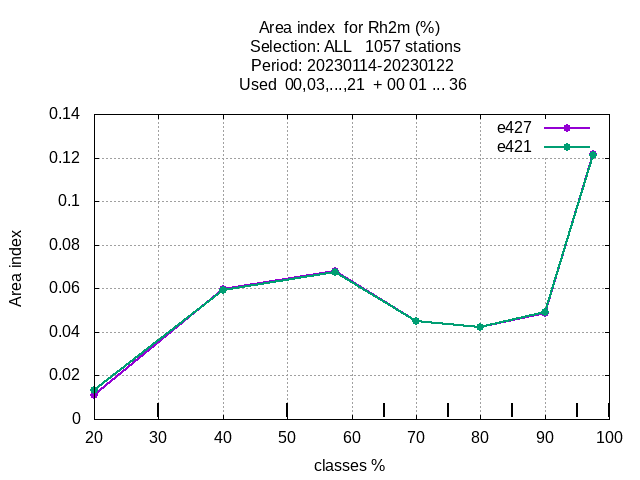 Area index  for Rh2m (%)
Selection: ALL   1057 stations
Period: 20230114-20230122
Used  00,03,...,21  + 00 01 ... 36
e427
e421
Area index
0.14
0.12
0.1
0.08
0.06
0.04
0.02
0
20 30 40 50 60 70 80 90 100
classes %